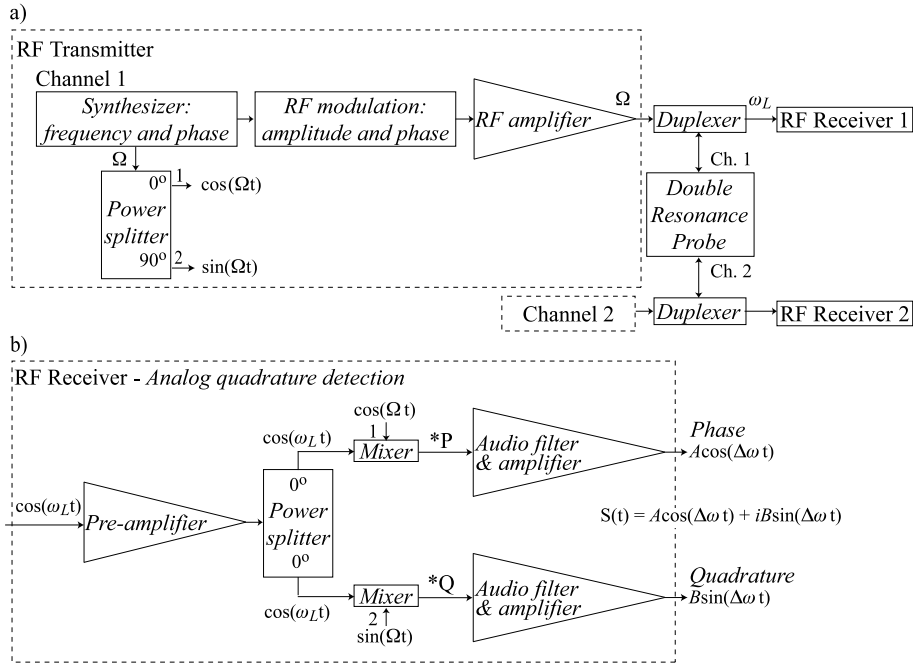 a)
RF Transmitter
Channel 1
Synthesizer:
frequency and phase
RF modulation:
amplitude and phase
RF amplifier
Ω
Duplexer
ω_L
RF Receiver 1
Ω
0º
1
cos(Ωt)
Power
splitter
90º
2
sin(Ωt)
Ch. 1
Double
Resonance
Probe
Ch. 2
Channel 2
Duplexer
RF Receiver 2
b)
RF Receiver - Analog quadrature detection
cos(ω_L t)
Pre-amplifier
cos(ω_L t)
0º
Power
splitter
0º
cos(ω_L t)
cos(Ωt)
1
Mixer
*P
Audio filter
& amplifier
Phase
Acos(Δω t)
S(t) = Acos(Δω t) + iBsin(Δω t)
Mixer
2
sin(Ωt)
*Q
Audio filter
& amplifier
Quadrature
Bsin(Δω t)